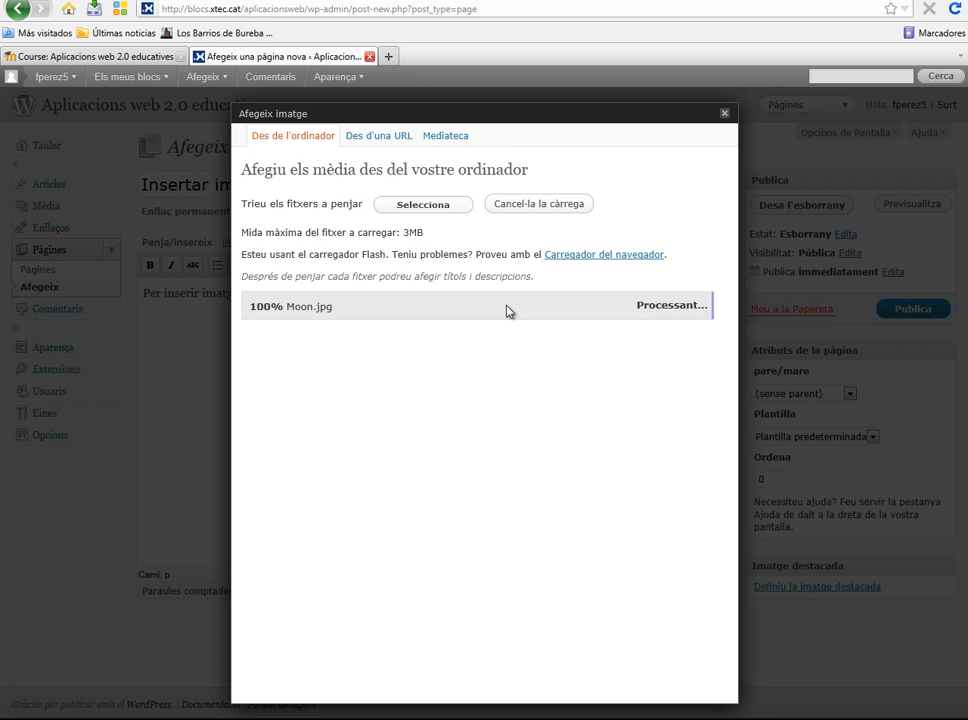 http://blocs.xtec.cat/aplicacionsweb/wp-admin/post-new.php?post_type=page
Más visitados Últimas noticias Los Barrios de Bureba ... Marcadores
Course: Aplicacions web 2.0 educatives Afegeix una pàgina nova ‹ Aplicacion...
fperez5 Els meus blocs Afegeix Comentaris Aparença Cerca
Aplicacions web 2.0 Pàgines Hola, fperez5 | Surt
Afegeix imatge
Opcions de Pantalla Ajuda
Des de l'ordinador Des d'una URL Mediateca
Tauler
Afegeix
Afegiu els mèdia des del vostre ordinador
Articles
Insertar
Publica
Mèdia
Trieu els fitxers a penjar Selecciona Cancel·la la càrrega
Desa l'esborrany Previsualitza
Enllaç permanent
Enllaços
Mida màxima del fitxer a carregar: 3MB
Estat: Esborrany Edita
Pàgines
Penja/insereix
Esteu usant el carregador Flash. Teniu problemes? Proveu amb el Carregador del navegador.
Visibilitat: Pública Edita
Pàgines
B I ABC
Després de penjar cada fitxer podreu afegir títols i descripcions.
Publica immediatament Edita
Afegeix
Per inserir
100% Moon.jpg Processant...
Comentaris
Mou a la Paperera Publica
Aparença
Atributs de la pàgina
Extensions
pare/mare
Usuaris
(sense parent)
Eines
Plantilla
Opcions
Plantilla predeterminada
Ordena
0
Necessiteu ajuda? Feu servir la pestanya
Ajuda de dalt a la dreta de la vostra
pantalla.
Imatge destacada
Camí: p
Definiu la imatge destacada
Paraules comptade
Gràcies per publicar amb el WordPress. |